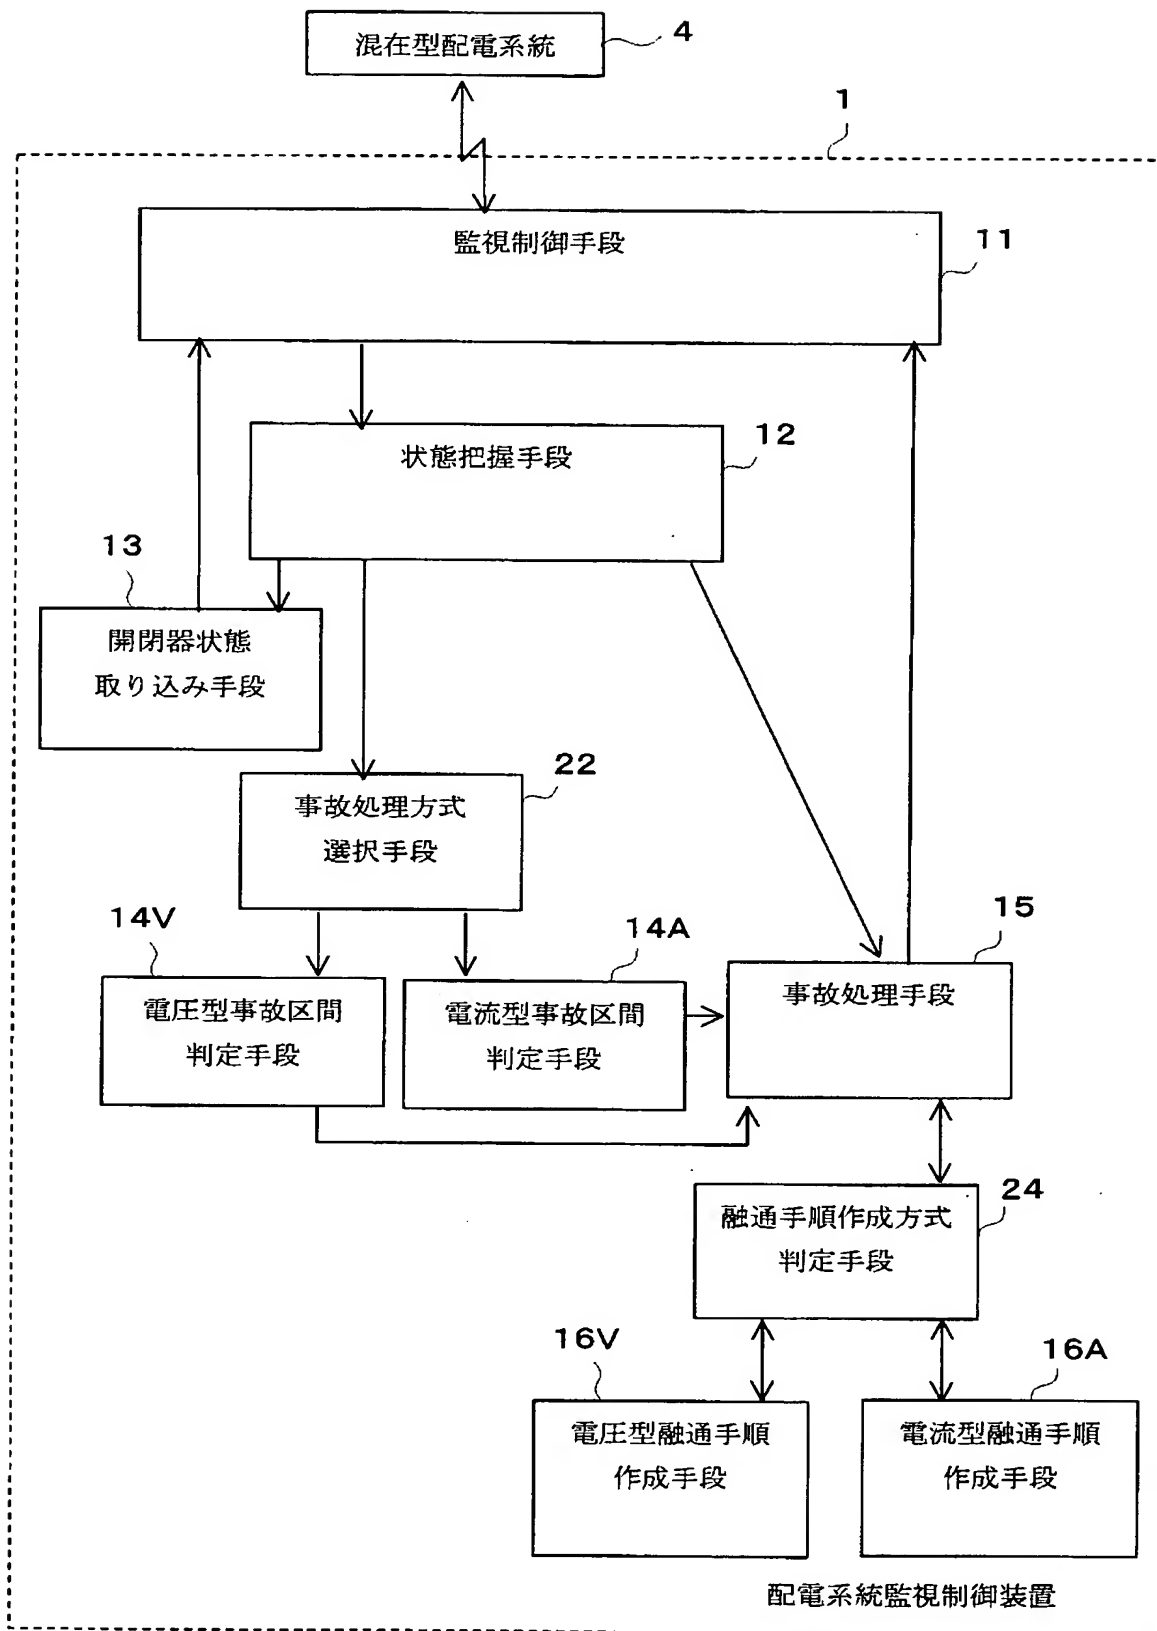 混在型配電系統
4
1
監視制御手段
11
状態把握手段
12
13
開閉器状態
取り込み手段
22
事故処理方式
選択手段
14V
電圧型事故区間
判定手段
14A
電流型事故区間
判定手段
15
事故処理手段
24
融通手順作成方式
判定手段
16V
電圧型融通手順
作成手段
16A
電流型融通手順
作成手段
配電系統監視制御装置